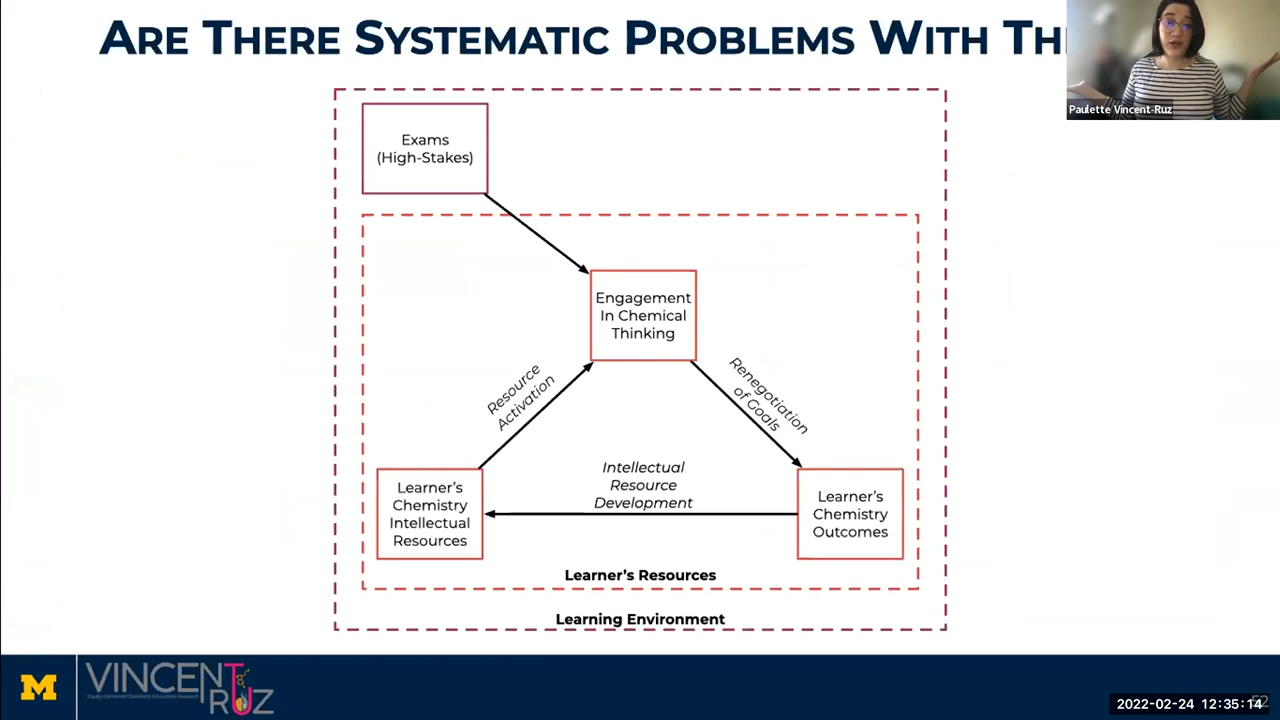 ARE THERE SYSTEMATIC PROBLEMS WITH
Paulette Vincent-Ruz
Exams
(High-Stakes)
Engagement
In Chemical
Thinking
Resource
Activation
Renegotiation
of Goals
Intellectual
Resource
Development
Learner's
Chemistry
Intellectual
Resources
Learner's
Chemistry
Outcomes
Learner's Resources
Learning Environment
M
VINCENT
RUZ
52
2022-02-24 12:35:14